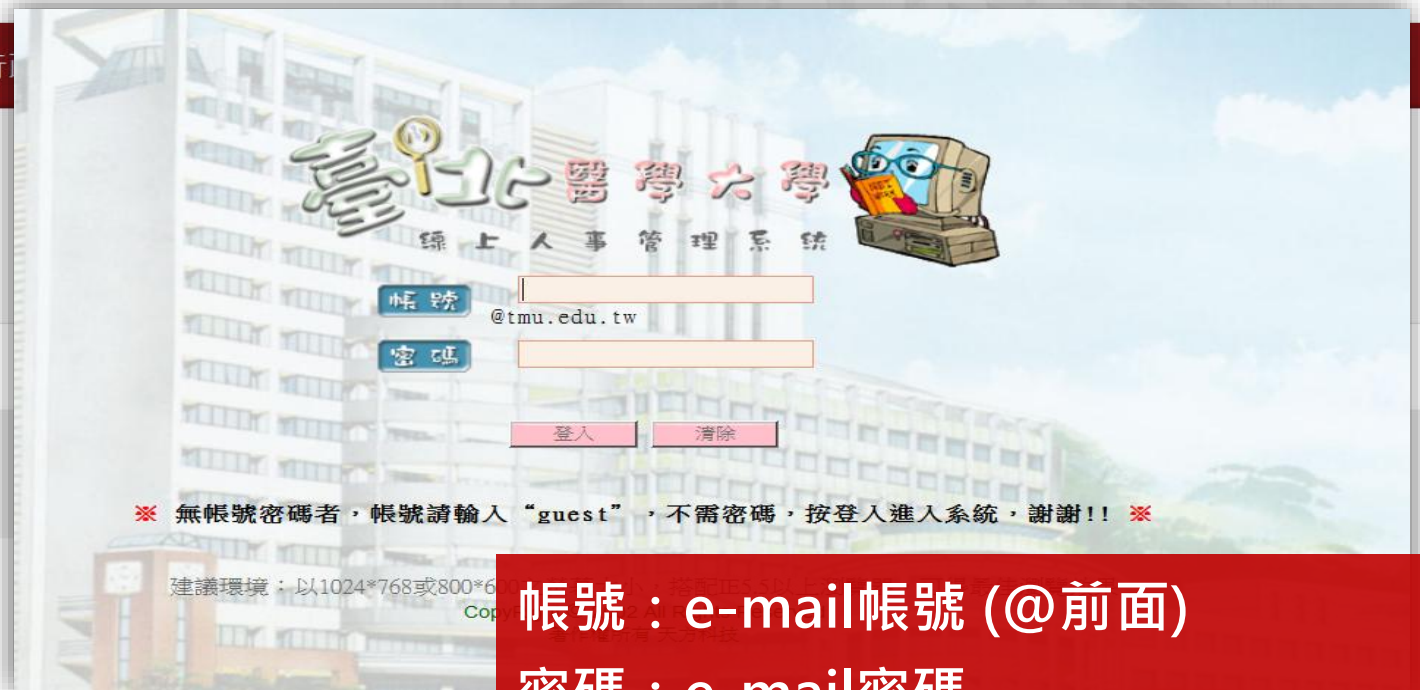 臺北醫學大學
線上人事管理系統
帳號
@tmu.edu.tw
密碼
登入 清除
※ 無帳號密碼者，帳號請輸入“guest”，不需密碼，按登入進入系統，謝謝!! ※
建議環境：以1024*768或800*6
帳號：e-mail帳號 (@前面)
密碼：e-mail密碼